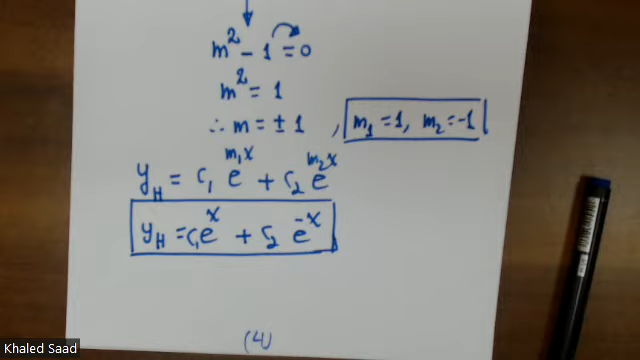 m² - 1 = 0
m² = 1
∴ m = ± 1 , m₁ = 1, m₂ = -1
y_H = c₁ e^{m₁x} + c₂ e^{m₂x}
y_H = c₁e^x + c₂ e^{-x}
(4)
Khaled Saad